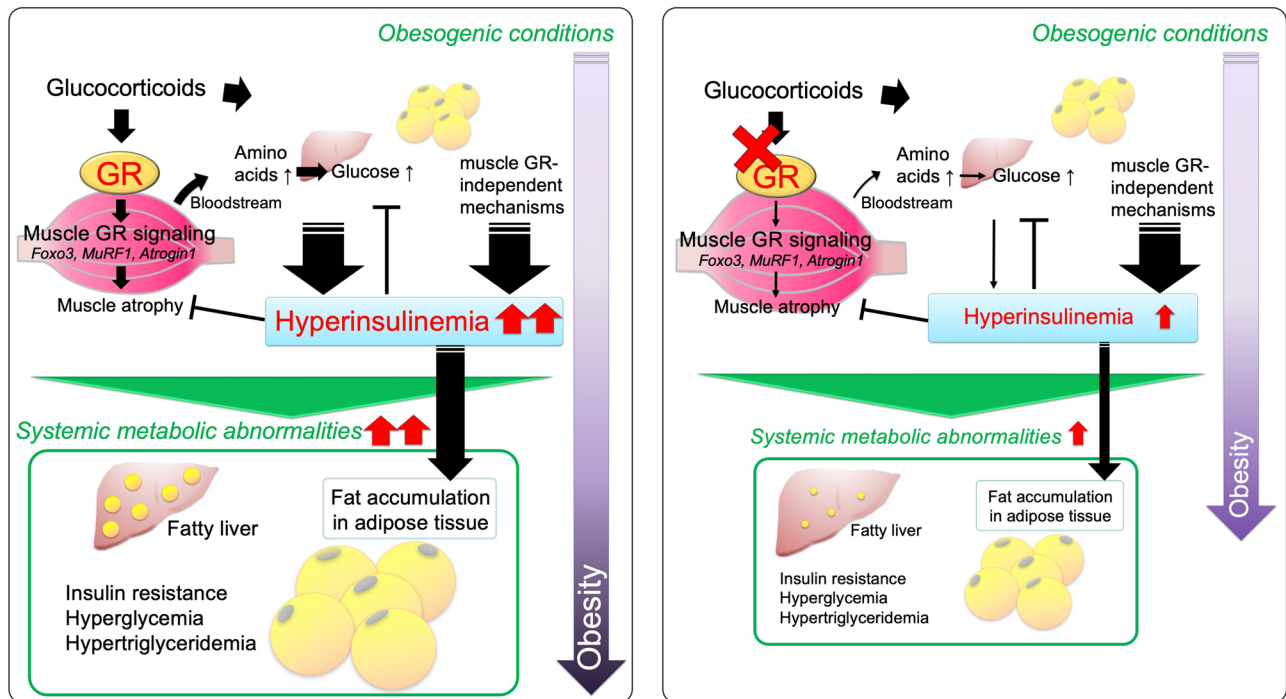 Obesogenic conditions
Glucocorticoids
GR
Amino
acids ↑
Glucose ↑
Bloodstream
muscle GR-
independent
mechanisms
Muscle GR signaling
Foxo3, MuRF1, Atrogin1
Muscle atrophy
Hyperinsulinemia
Systemic metabolic abnormalities
Fatty liver
Fat accumulation
in adipose tissue
Insulin resistance
Hyperglycemia
Hypertriglyceridemia
Obesity
Obesogenic conditions
Glucocorticoids
GR
Amino
acids ↑
Glucose ↑
Bloodstream
muscle GR-
independent
mechanisms
Muscle GR signaling
Foxo3, MuRF1, Atrogin1
Muscle atrophy
Hyperinsulinemia
Systemic metabolic abnormalities
Fatty liver
Fat accumulation
in adipose tissue
Insulin resistance
Hyperglycemia
Hypertriglyceridemia
Obesity